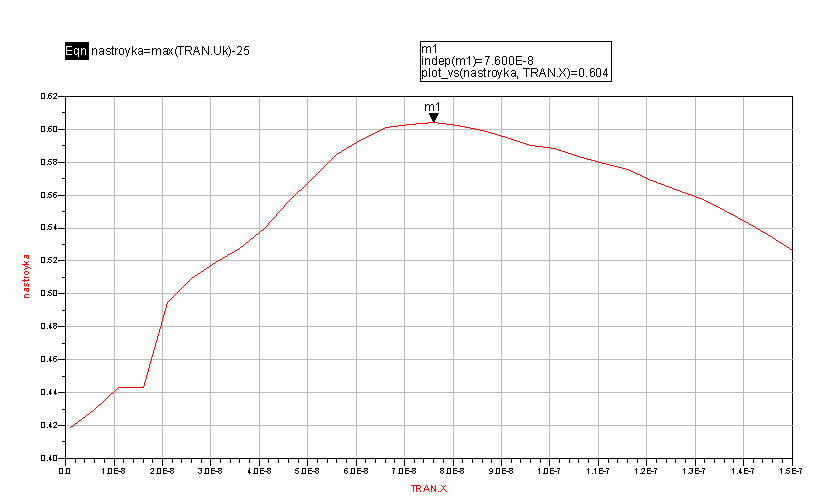 Eqn nastroyka=max(TRAN.Uk)-25
m1
indep(m1)=7.600E-8
plot_vs(nastroyka, TRAN.X)=0.604
m1
0.62
0.60
0.58
0.56
0.54
0.52
0.50
0.48
0.46
0.44
0.42
0.40
nastroyka
0.0 1.0E-8 2.0E-8 3.0E-8 4.0E-8 5.0E-8 6.0E-8 7.0E-8 8.0E-8 9.0E-8 1.0E-7 1.1E-7 1.2E-7 1.3E-7 1.4E-7 1.5E-7
TRAN.X